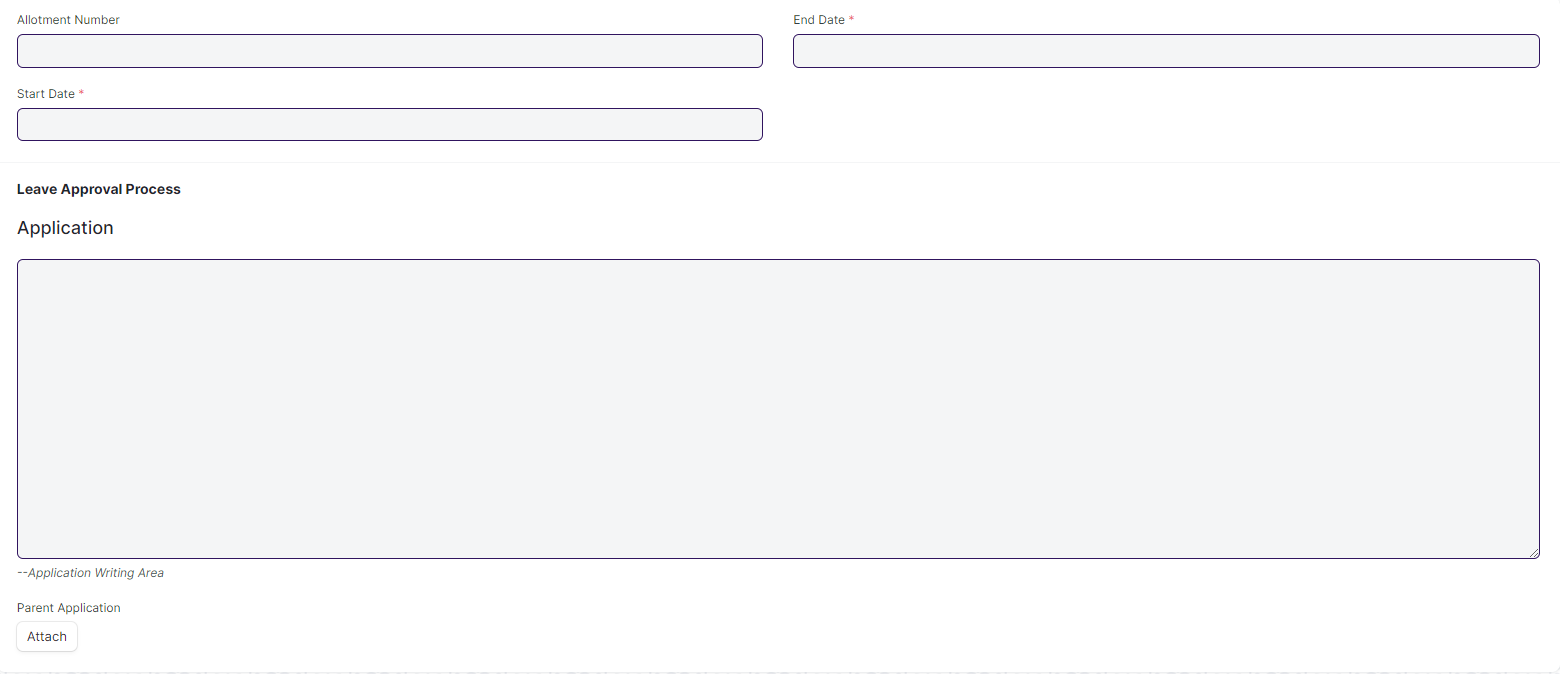 Allotment Number
End Date *
Start Date *
Leave Approval Process
Application
--Application Writing Area
Parent Application
Attach